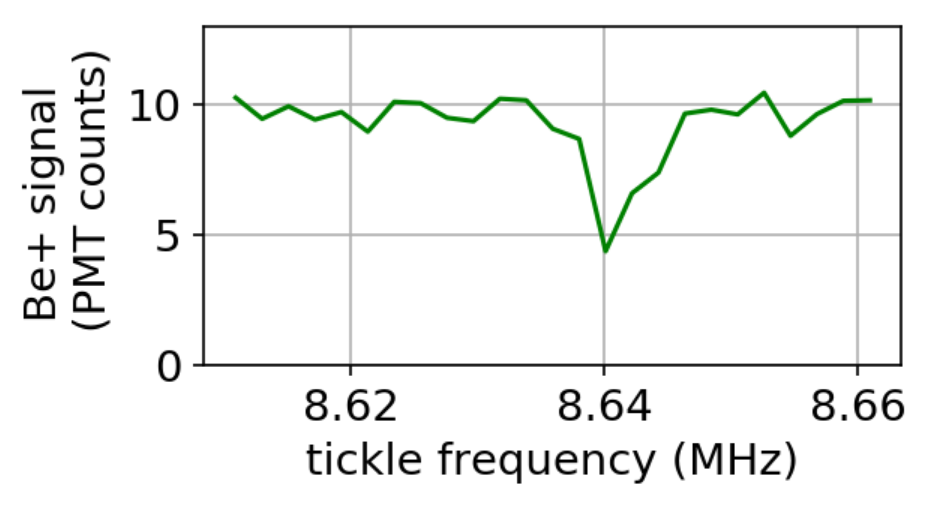 Be+ signal
(PMT counts)
10
5
0
8.62 8.64 8.66
tickle frequency (MHz)